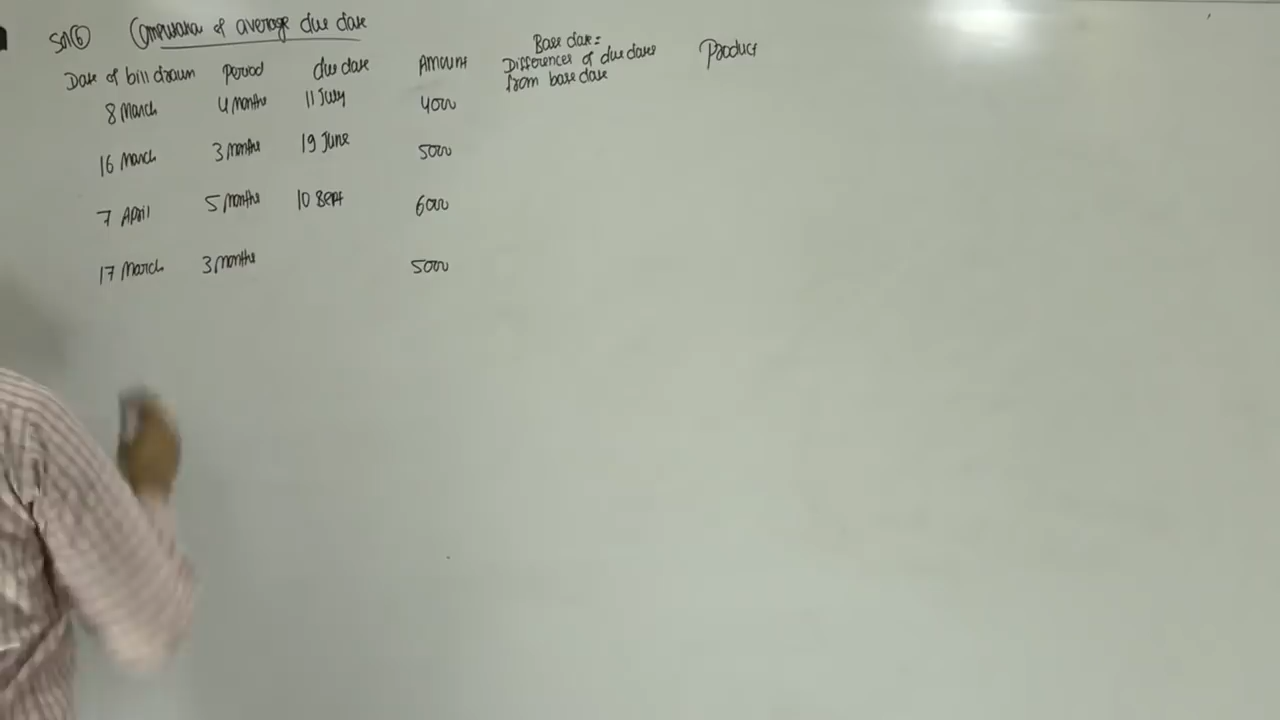 Sol ⑥ Computation of average due date
Date of bill drawn Period due date Amount Base date = Differences of due dates from base date Product
8 March 4 months 11 July 4000
16 March 3 months 19 June 5000
7 April 5 months 10 Sept 6000
17 March 3 months 5000